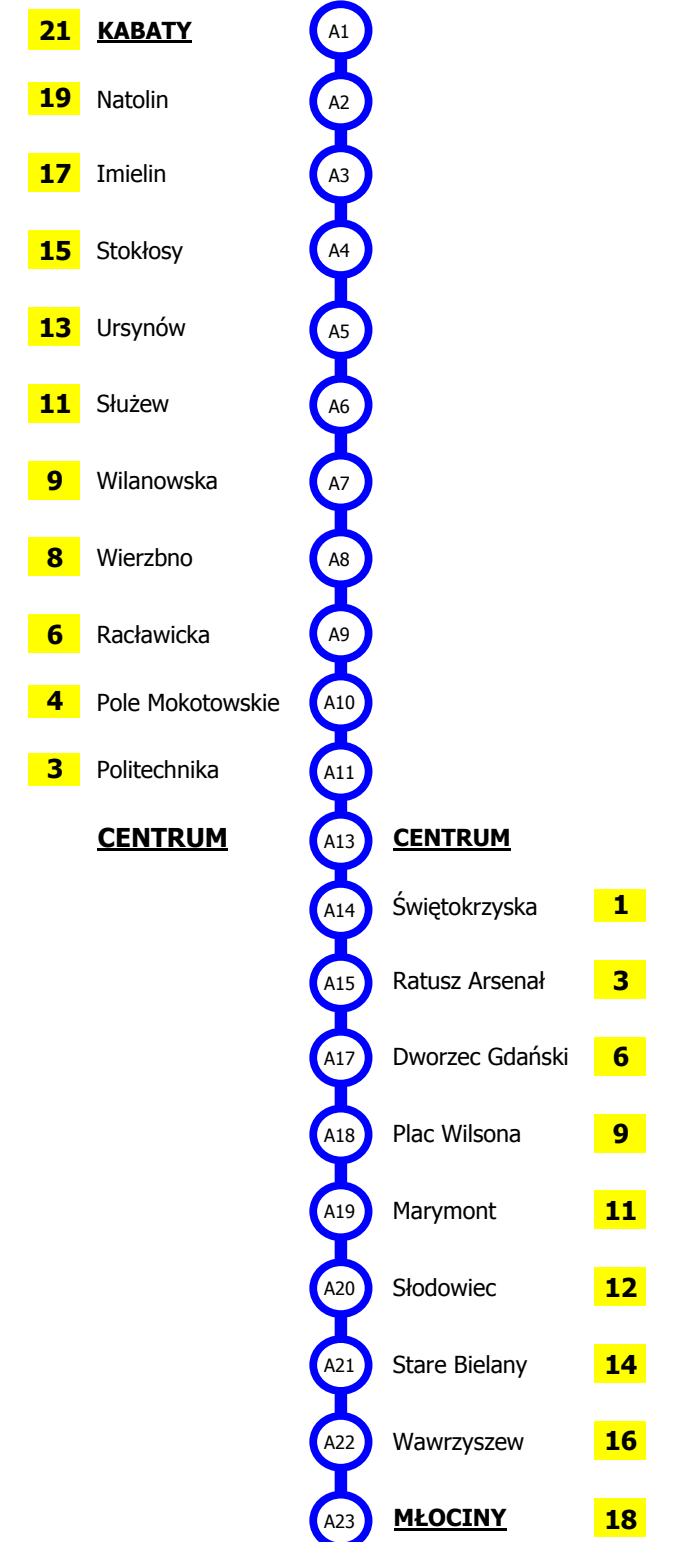 21 KABATY A1
19 Natolin A2
17 Imielin A3
15 Stokłosy A4
13 Ursynów A5
11 Służew A6
9 Wilanowska A7
8 Wierzbno A8
6 Racławicka A9
4 Pole Mokotowskie A10
3 Politechnika A11
CENTRUM A13 CENTRUM
A14 Świętokrzyska 1
A15 Ratusz Arsenał 3
A17 Dworzec Gdański 6
A18 Plac Wilsona 9
A19 Marymont 11
A20 Słodowiec 12
A21 Stare Bielany 14
A22 Wawrzyszew 16
A23 MŁOCINY 18